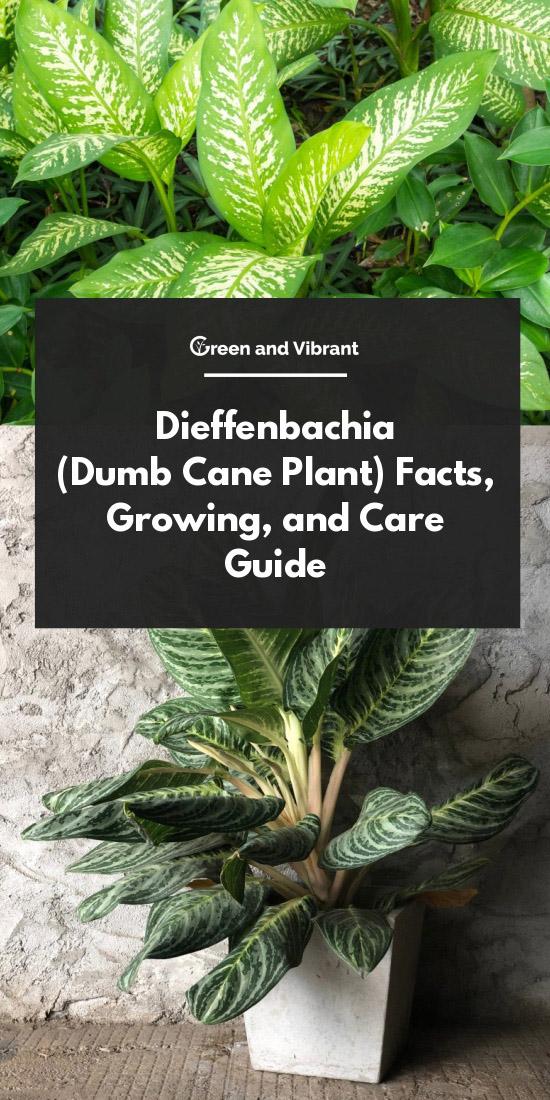 Green and Vibrant
Dieffenbachia
(Dumb Cane Plant) Facts,
Growing, and Care
Guide